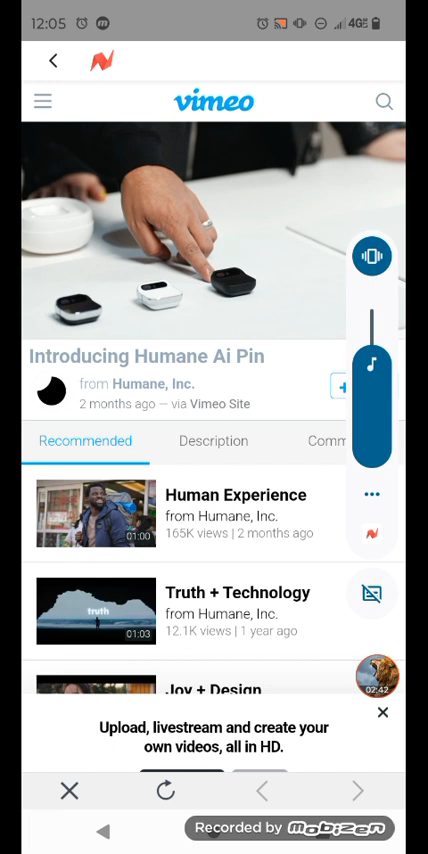 12:05
4G
vimeo
Introducing Humane Ai Pin
from Humane, Inc.
2 months ago — via Vimeo Site
+
Recommended
Description
Comm
Human Experience
from Humane, Inc.
165K views | 2 months ago
01:00
Truth + Technology
from Humane, Inc.
12.1K views | 1 year ago
truth
01:03
Joy + Design
02:42
Upload, livestream and create your
own videos, all in HD.
Recorded by MOBIZEN